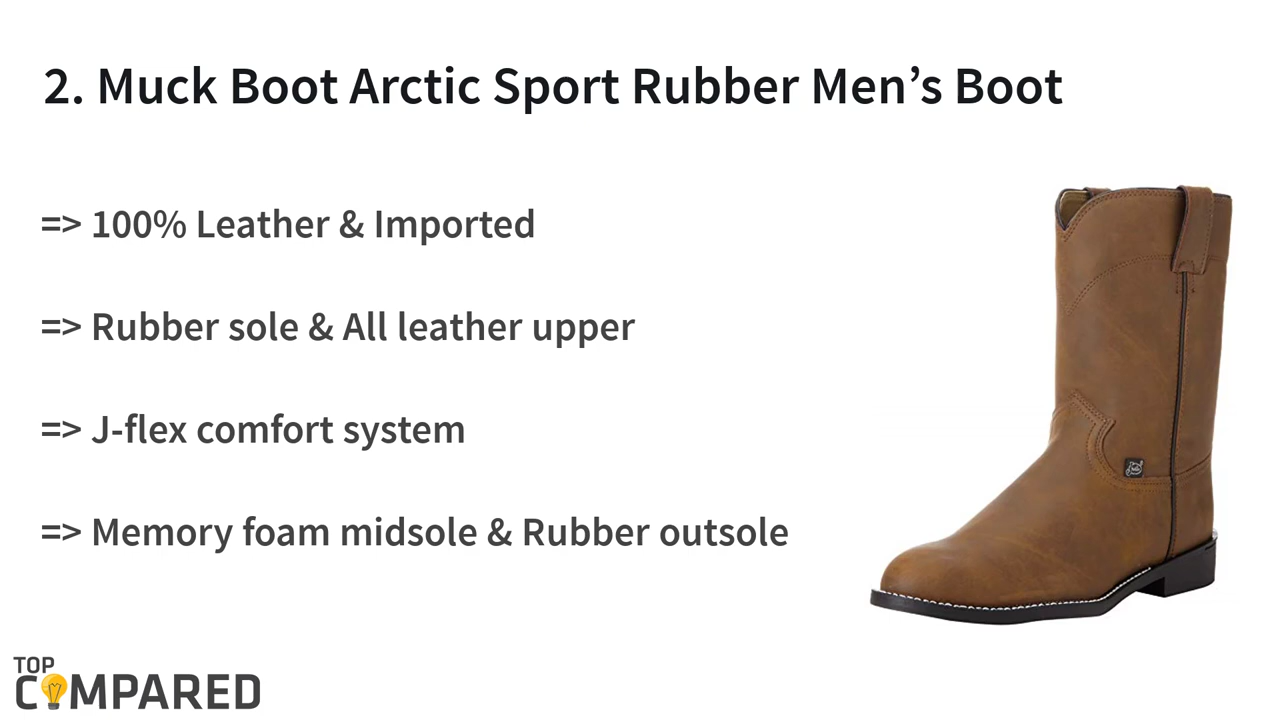 2. Muck Boot Arctic Sport Rubber Men’s Boot
=> 100% Leather & Imported
=> Rubber sole & All leather upper
=> J-flex comfort system
=> Memory foam midsole & Rubber outsole
TOP
COMPARED